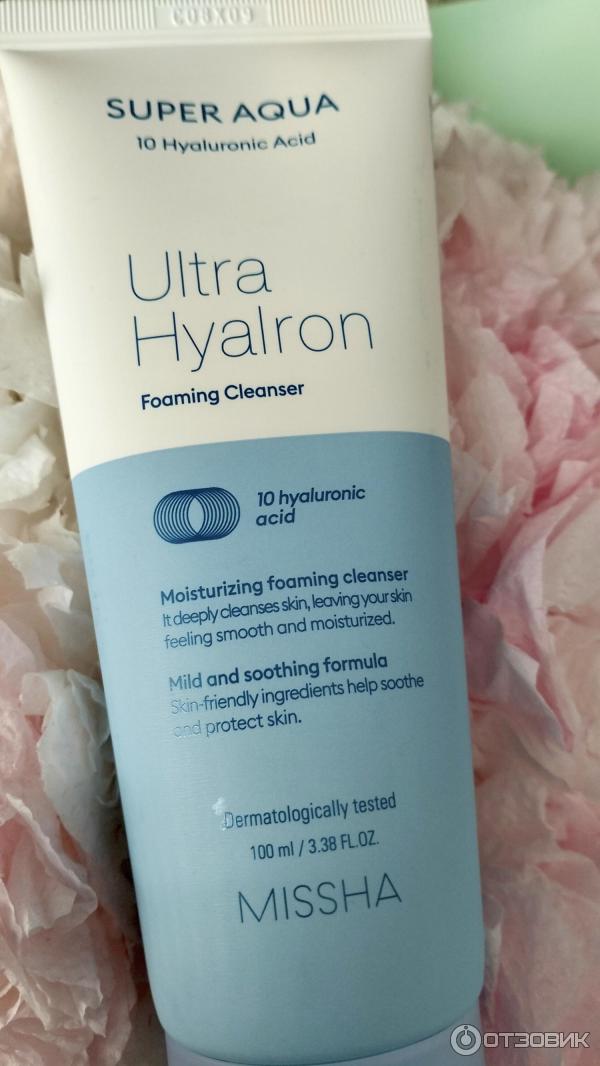 C08X09
SUPER AQUA
10 Hyaluronic Acid
Ultra
Hyalron
Foaming Cleanser
10 hyaluronic
acid
Moisturizing foaming cleanser
It deeply cleanses skin, leaving your skin
feeling smooth and moisturized.
Mild and soothing formula
Skin-friendly ingredients help soothe
and protect skin.
Dermatologically tested
100 ml / 3.38 FL.OZ.
MISSHA
ОТЗОВИК